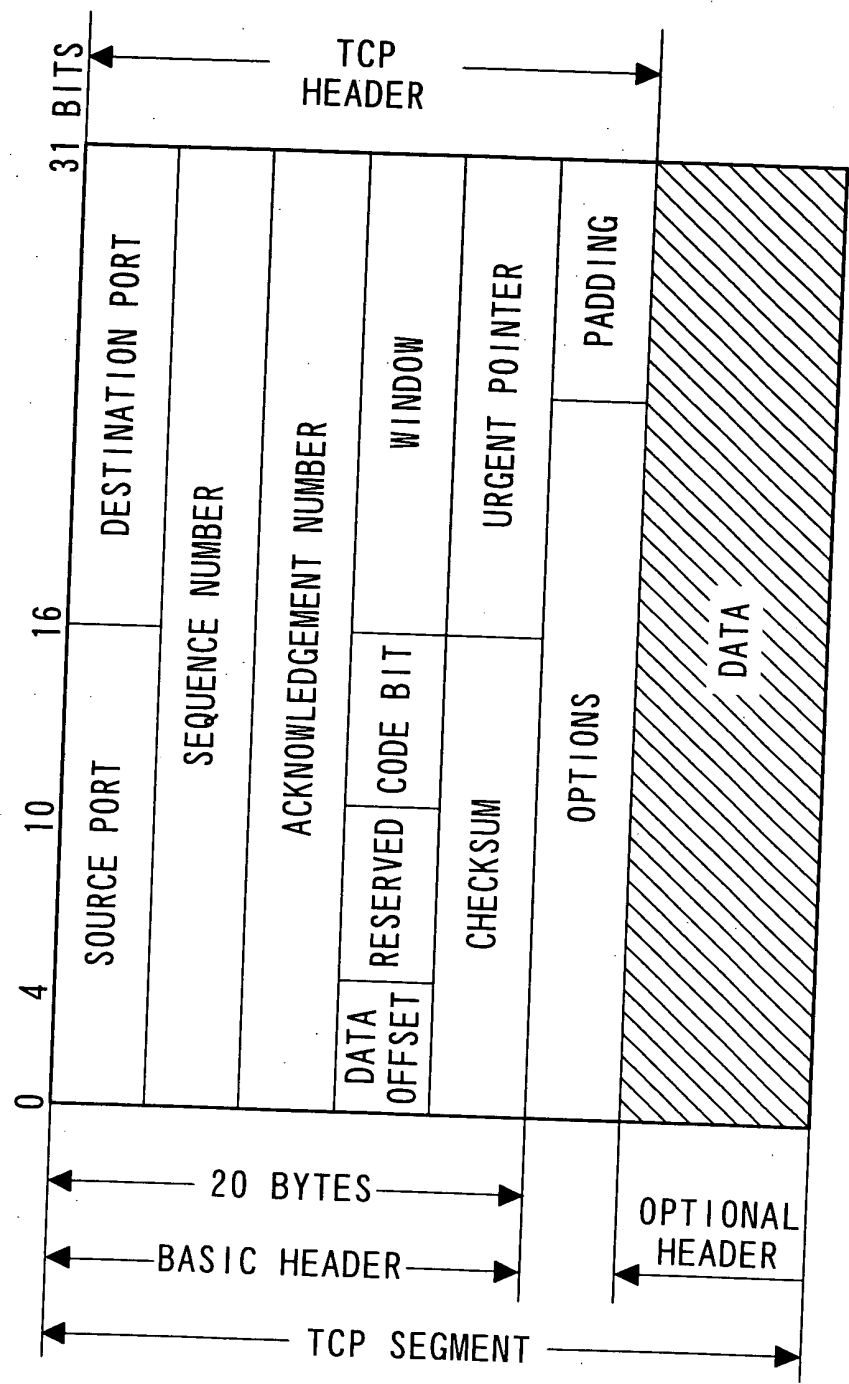 0
4
10
16
31 BITS
SOURCE PORT
DESTINATION PORT
SEQUENCE NUMBER
ACKNOWLEDGEMENT NUMBER
DATA
OFFSET
RESERVED
CODE BIT
WINDOW
CHECKSUM
URGENT POINTER
OPTIONS
PADDING
DATA
TCP
HEADER
20 BYTES
BASIC HEADER
OPTIONAL
HEADER
TCP SEGMENT